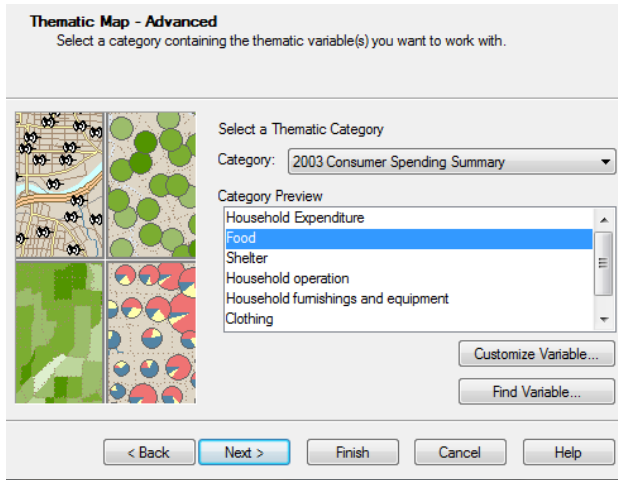 Thematic Map - Advanced
Select a category containing the thematic variable(s) you want to work with.
Select a Thematic Category
Category: 2003 Consumer Spending Summary
Category Preview
Household Expenditure
Food
Shelter
Household operation
Household furnishings and equipment
Clothing
Customize Variable...
Find Variable...
< Back Next > Finish Cancel Help